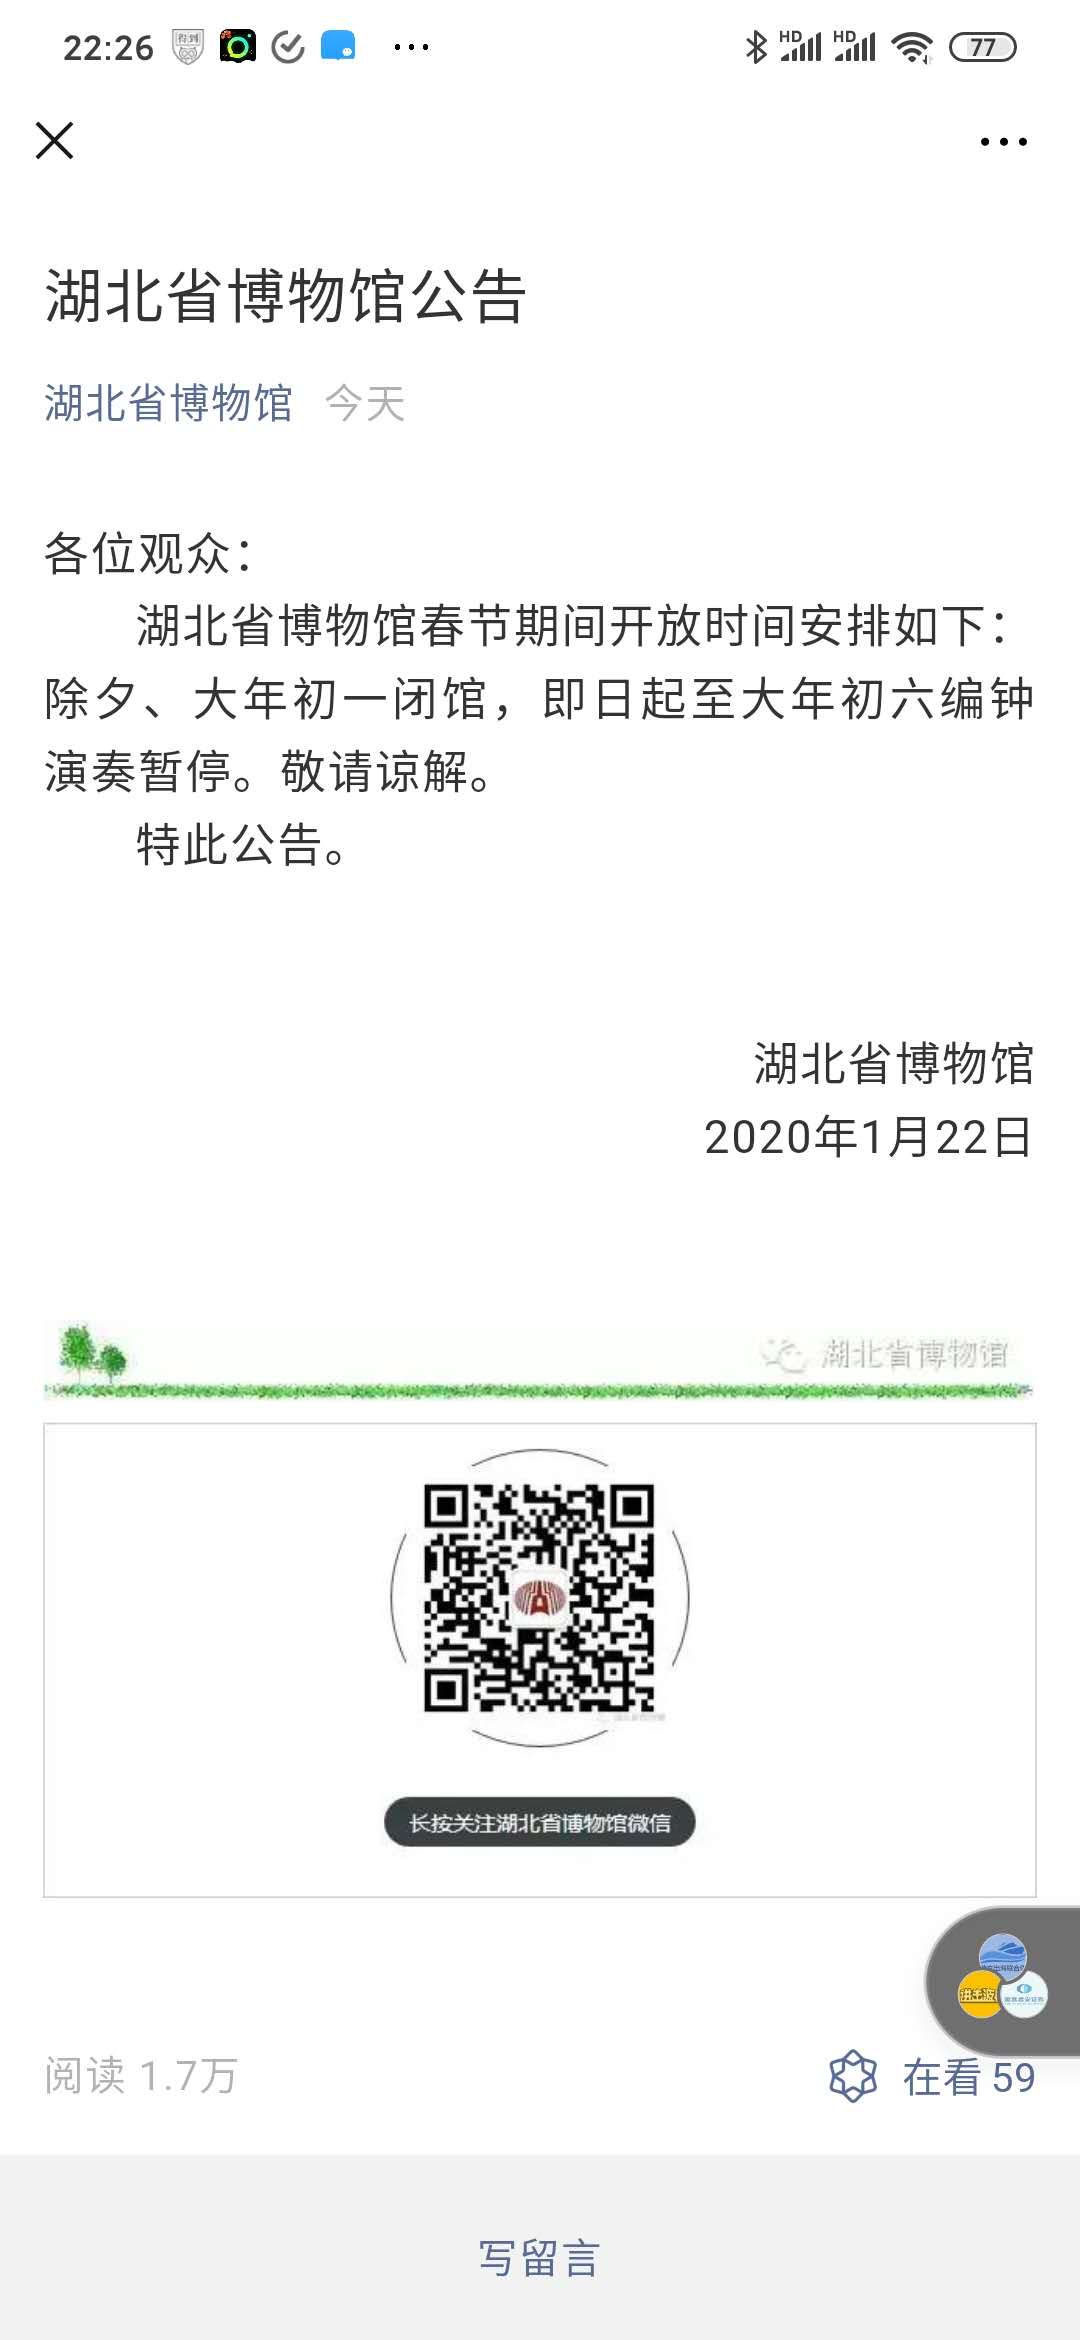 22:26
得到
HD
HD
77
湖北省博物馆公告
湖北省博物馆 今天
各位观众：
湖北省博物馆春节期间开放时间安排如下：
除夕、大年初一闭馆，即日起至大年初六编钟
演奏暂停。敬请谅解。
特此公告。
湖北省博物馆
2020年1月22日
湖北省博物馆
长按关注湖北省博物馆微信
阅读 1.7万
在看 59
写留言